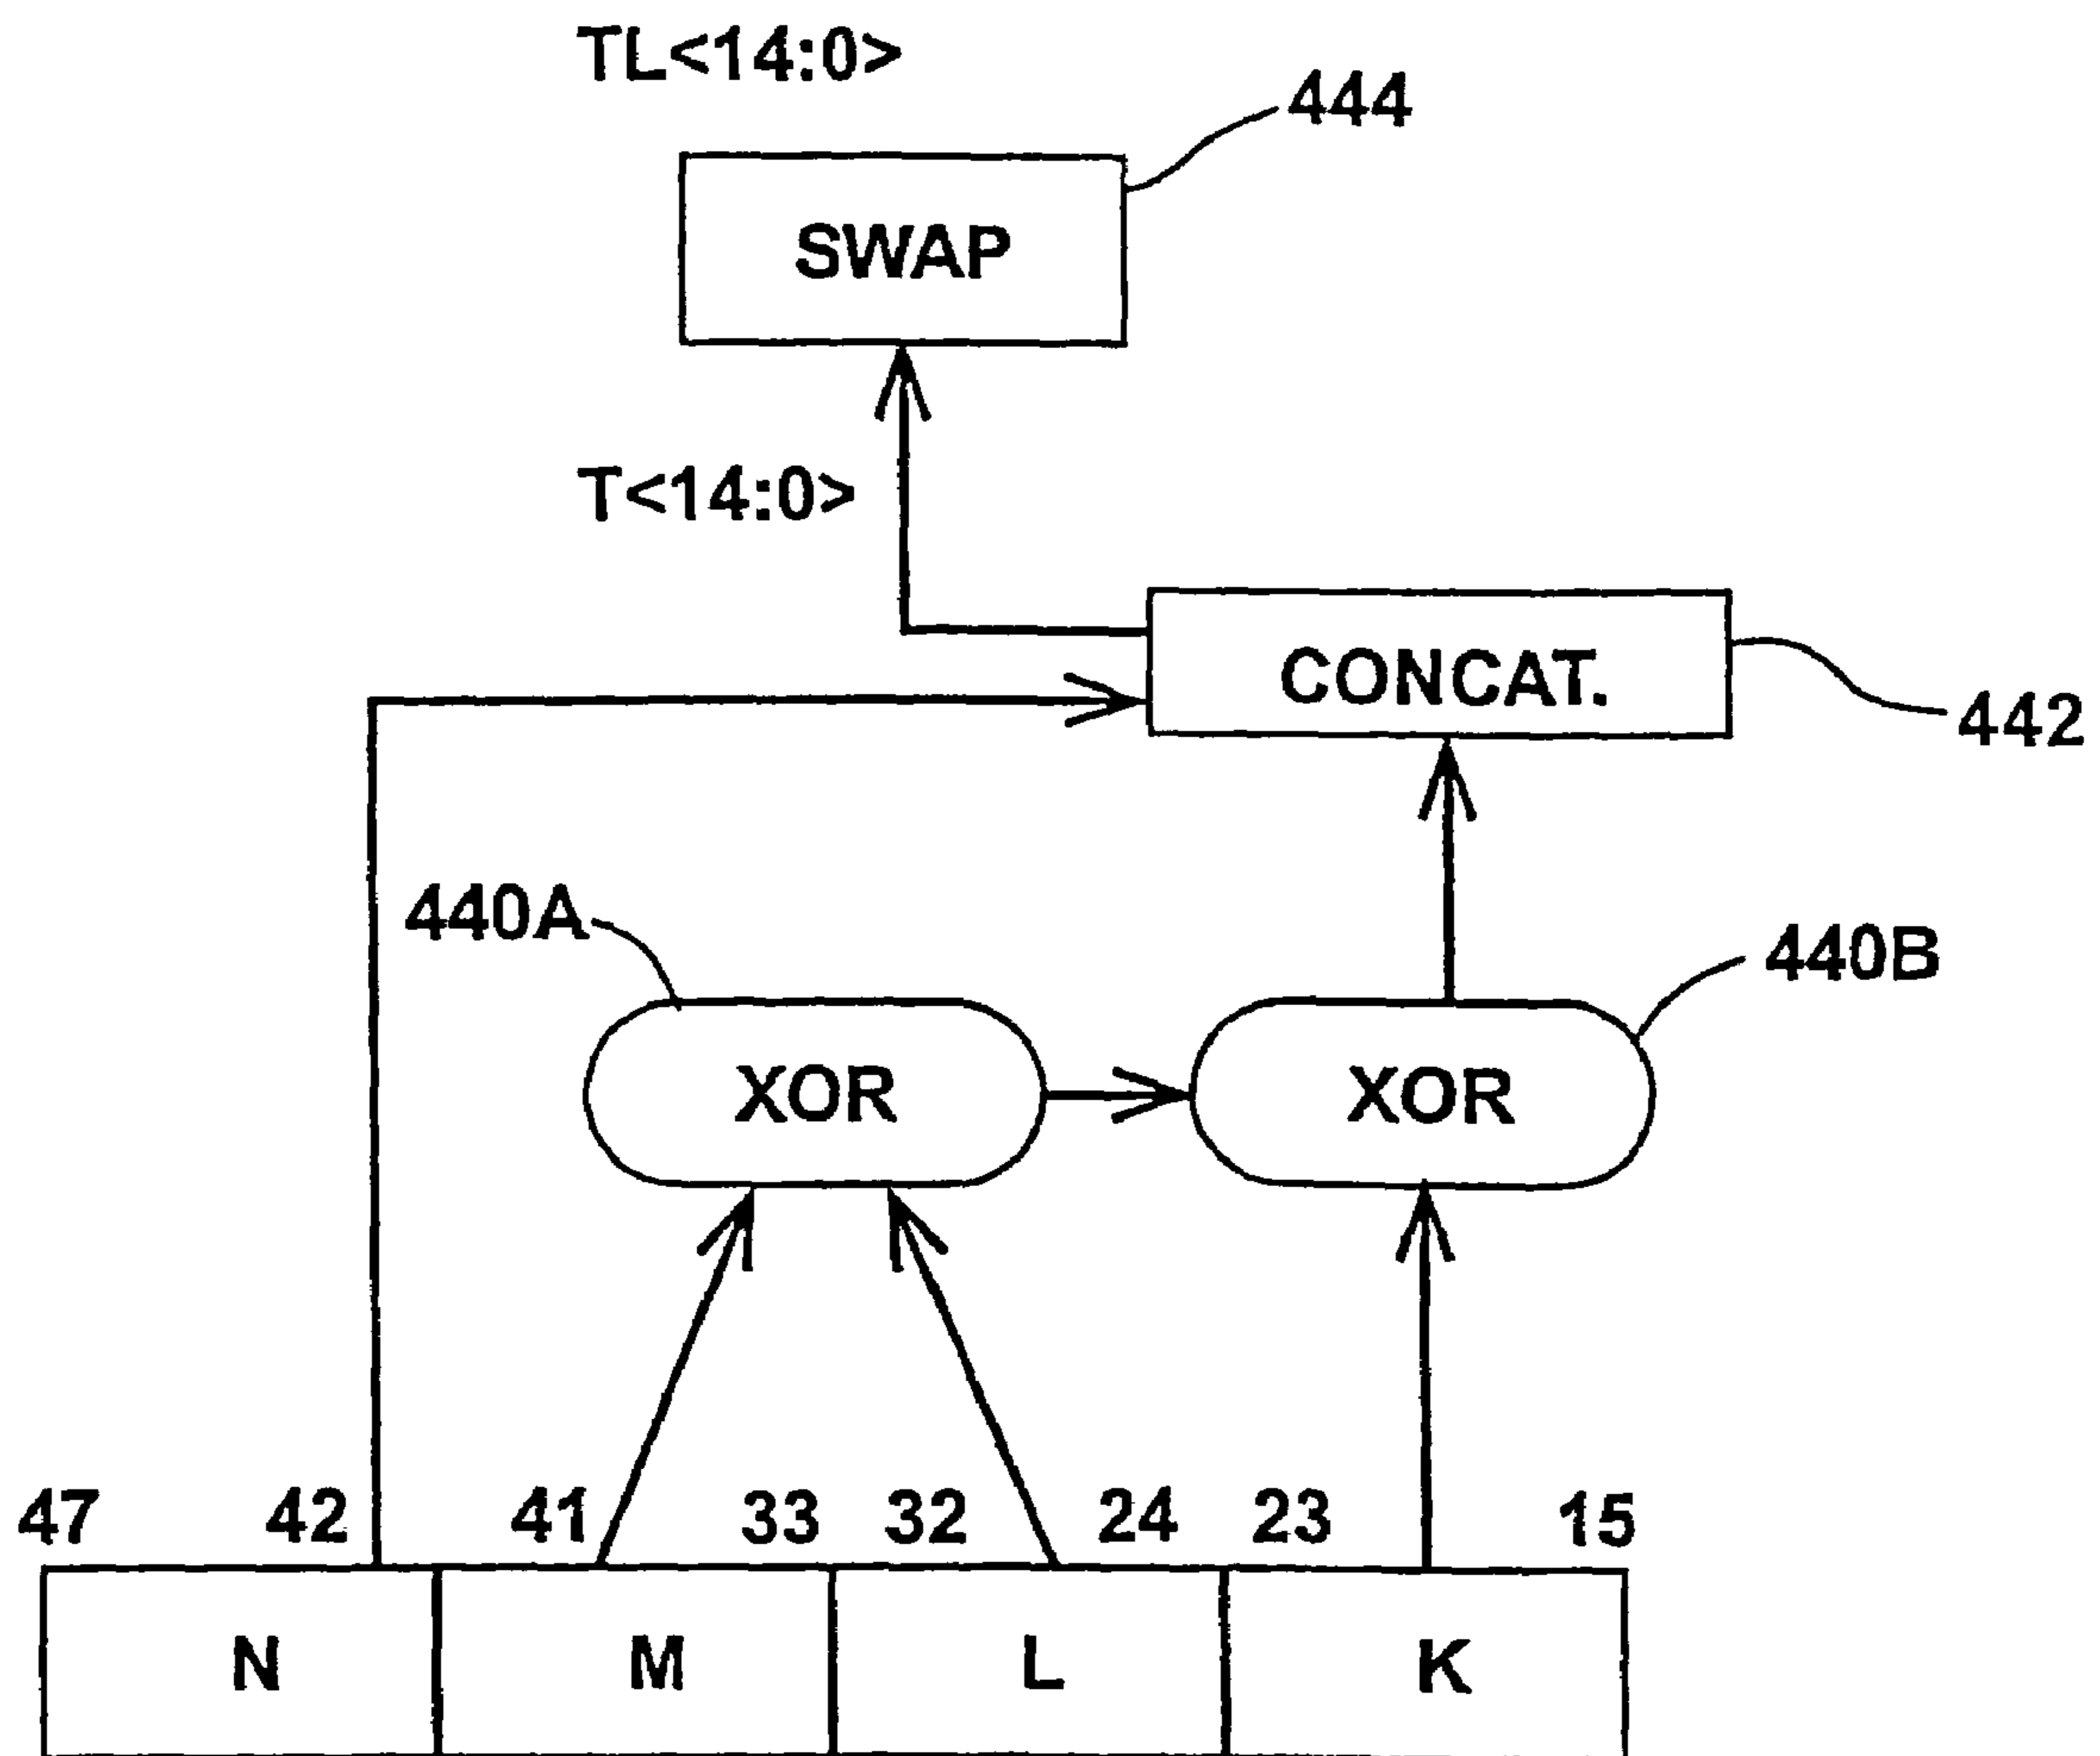 TL<14:0>
444
SWAP
T<14:0>
CONCAT.
442
440A
440B
XOR
XOR
47 42 41 33 32 24 23 15
N M L K